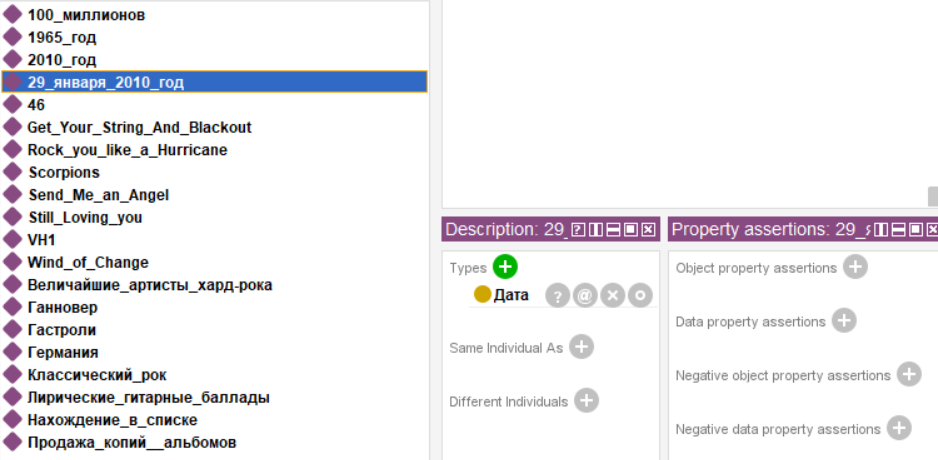 100_миллионов
1965_год
2010_год
29_января_2010_год
46
Get_Your_String_And_Blackout
Rock_you_like_a_Hurricane
Scorpions
Send_Me_an_Angel
Still_Loving_you
VH1
Wind_of_Change
Величайшие_артисты_хард-рока
Ганновер
Гастроли
Германия
Классический_рок
Лирические_гитарные_баллады
Нахождение_в_списке
Продажа_копий__альбомов
Description: 29_
Types
Дата
Same Individual As
Different Individuals
Property assertions: 29_
Object property assertions
Data property assertions
Negative object property assertions
Negative data property assertions